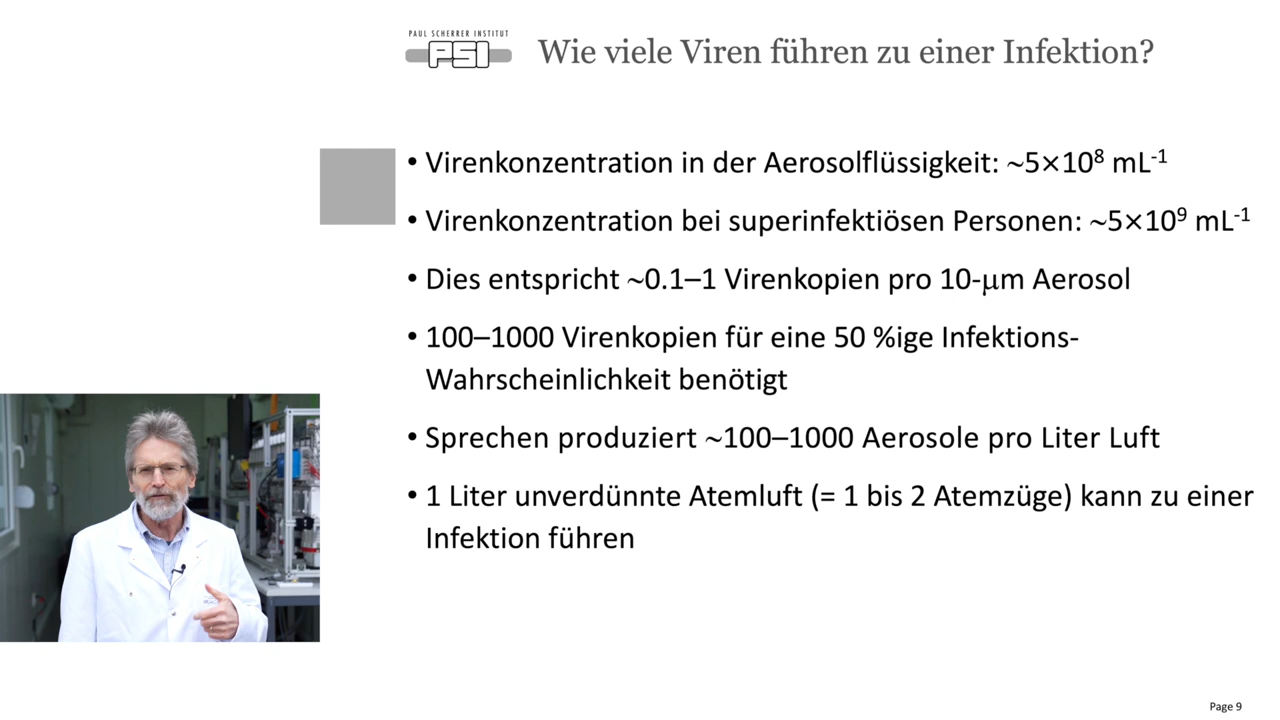 PAUL SCHERRER INSTITUT
PSI
Wie viele Viren führen zu einer Infektion?
• Virenkonzentration in der Aerosolflüssigkeit: ~5×10⁸ mL⁻¹
• Virenkonzentration bei superinfektiösen Personen: ~5×10⁹ mL⁻¹
• Dies entspricht ~0.1–1 Virenkopien pro 10-μm Aerosol
• 100–1000 Virenkopien für eine 50 %ige Infektions-
Wahrscheinlichkeit benötigt
• Sprechen produziert ~100–1000 Aerosole pro Liter Luft
• 1 Liter unverdünnte Atemluft (= 1 bis 2 Atemzüge) kann zu einer
Infektion führen
Page 9